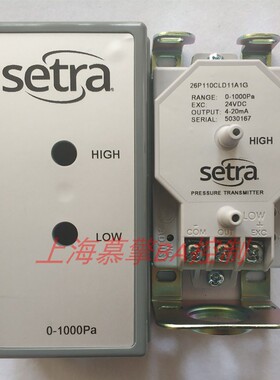 setra
HIGH
LOW
0-1000Pa
26P110CLD11A1G
RANGE: 0-1000Pa
EXC 24VDC
OUTPUT: 4-20mA
SERIAL: 5030167
HIGH
setra
PRESSURE TRANSMITTER
LOW
COM OUT EXC
上海慕掌